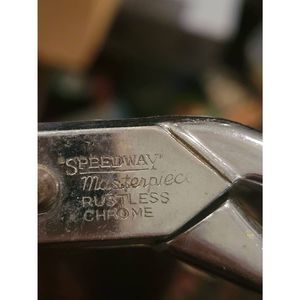 "SPEEDWAY"
Masterpiece
RUSTLESS
CHROME